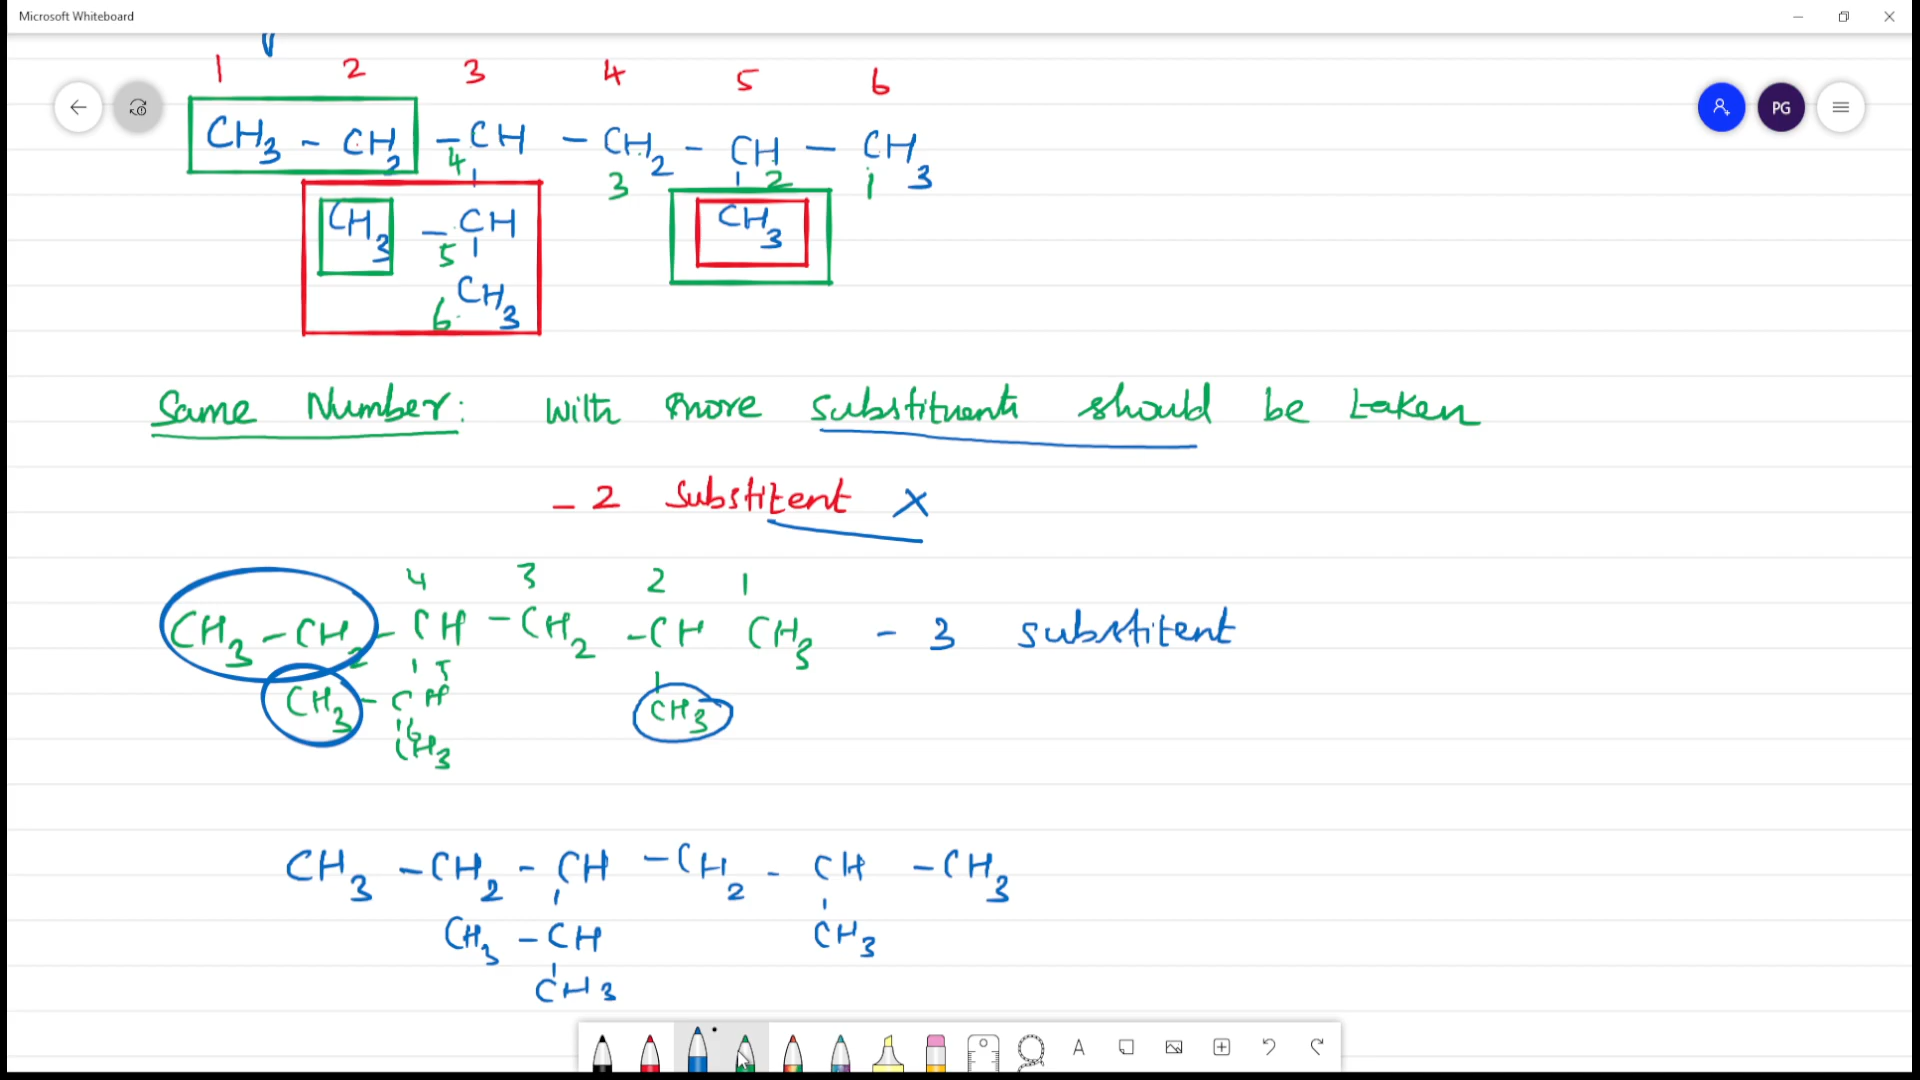 Microsoft Whiteboard
1 2 3 4 5 6
CH3 - CH2 - CH - CH2 - CH - CH3
4 3 2 1
CH3 - CH CH3
5
CH3
6
PG
Same Number: with more substituents should be taken
- 2 Substitent X
4 3 2 1
CH3 - CH2 - CH - CH2 - CH CH3 - 3 substitent
5
CH3 - CH CH3
6
CH3
CH3 - CH2 - CH - CH2 - CH - CH3
CH3 - CH CH3
CH3
A